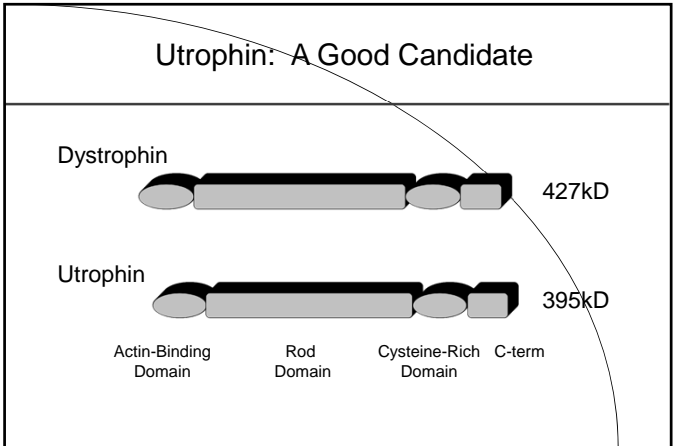 Utrophin: A Good Candidate
Dystrophin
427kD
Utrophin
395kD
Actin-Binding
Domain
Rod
Domain
Cysteine-Rich
Domain
C-term